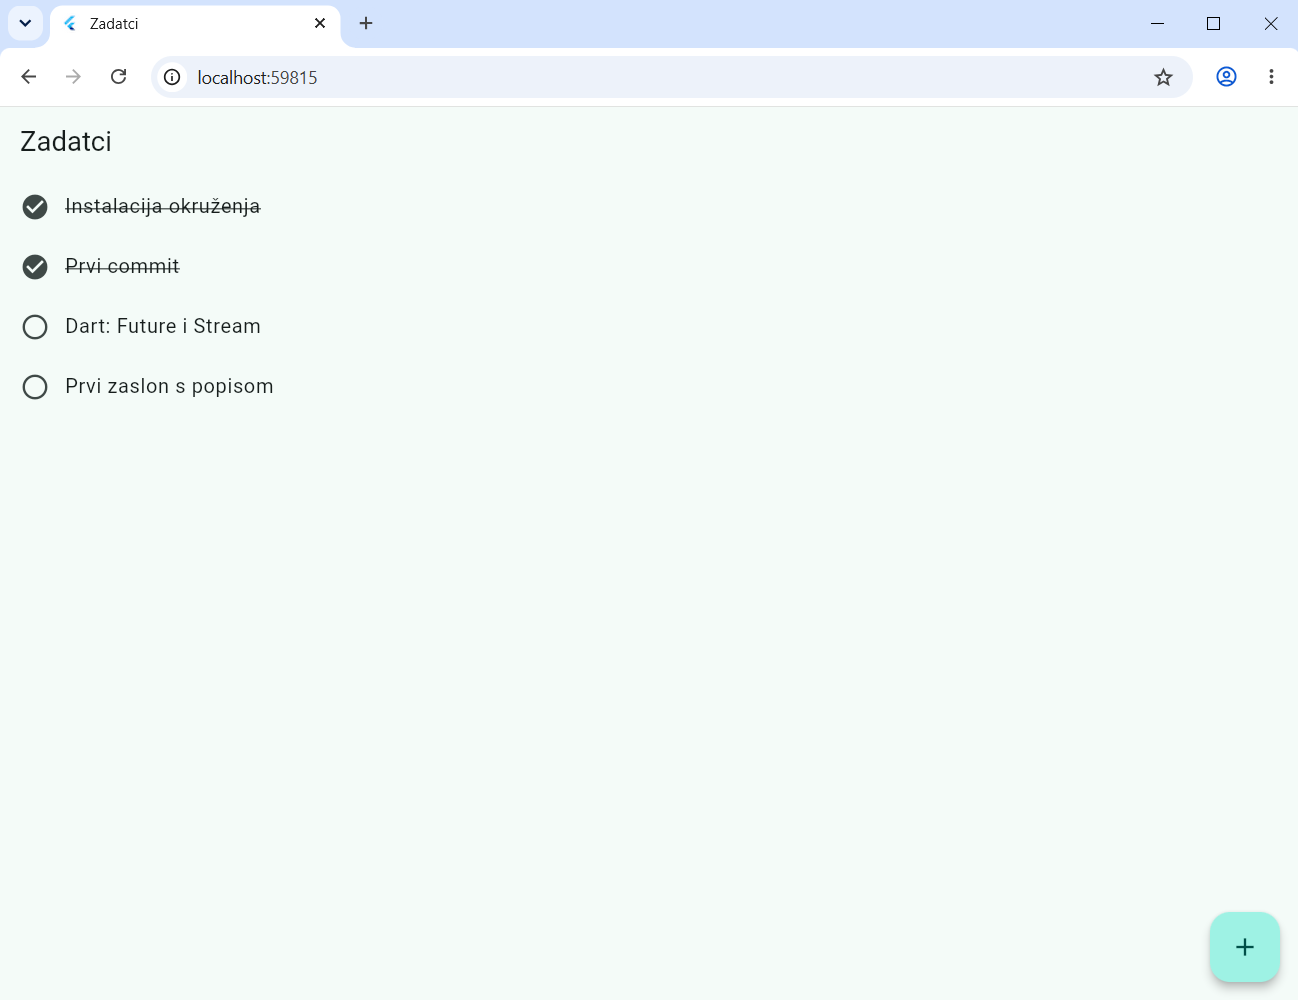 Zadatci
localhost:59815
Zadatci
Instalacija okruženja
Prvi commit
Dart: Future i Stream
Prvi zaslon s popisom